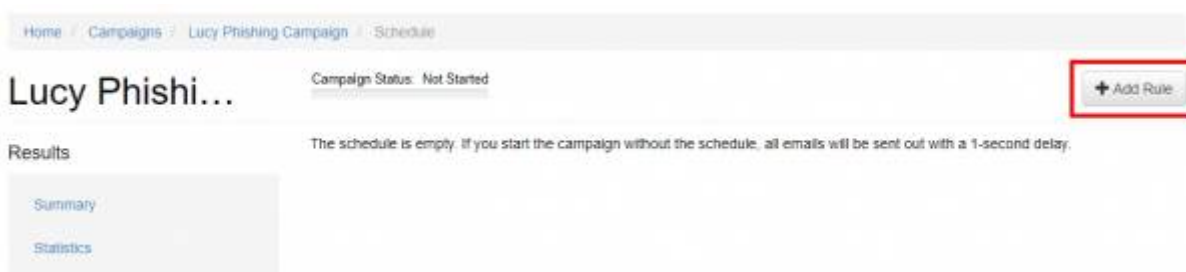 Home / Campaigns / Lucy Phishing Campaign / Schedule
Lucy Phishi...
Campaign Status: Not Started
+ Add Rule
Results
The schedule is empty. If you start the campaign without the schedule, all emails will be sent out with a 1-second delay.
Summary
Statistics